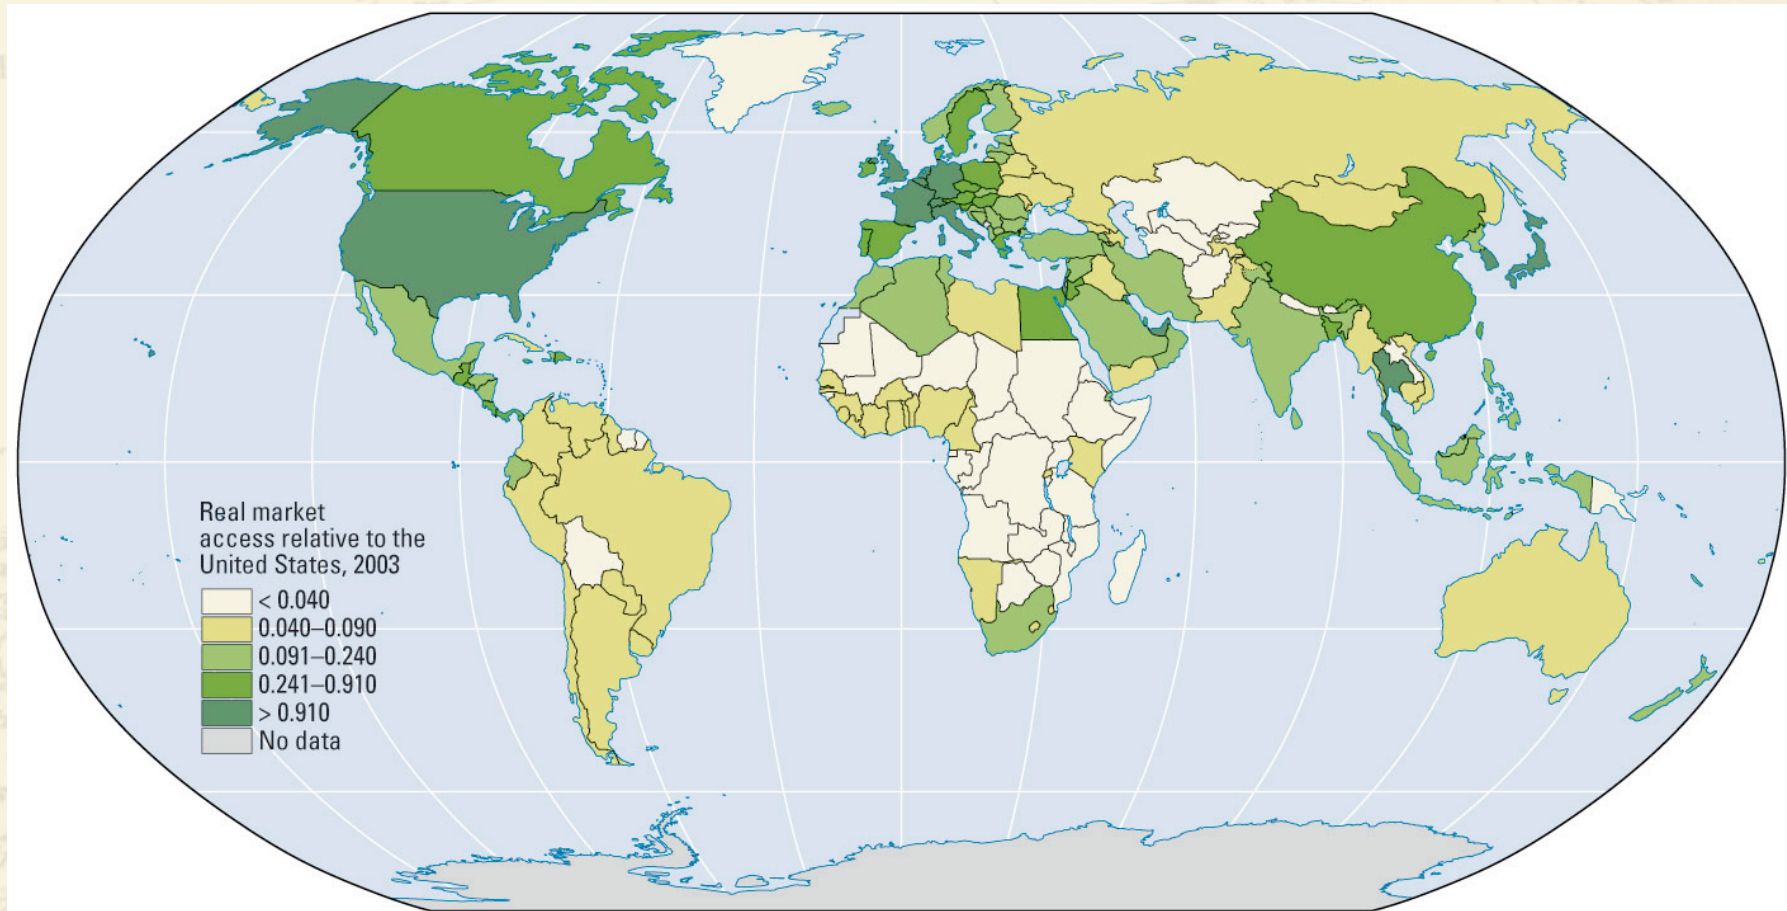 Real market
access relative to the
United States, 2003
< 0.040
0.040–0.090
0.091–0.240
0.241–0.910
> 0.910
No data